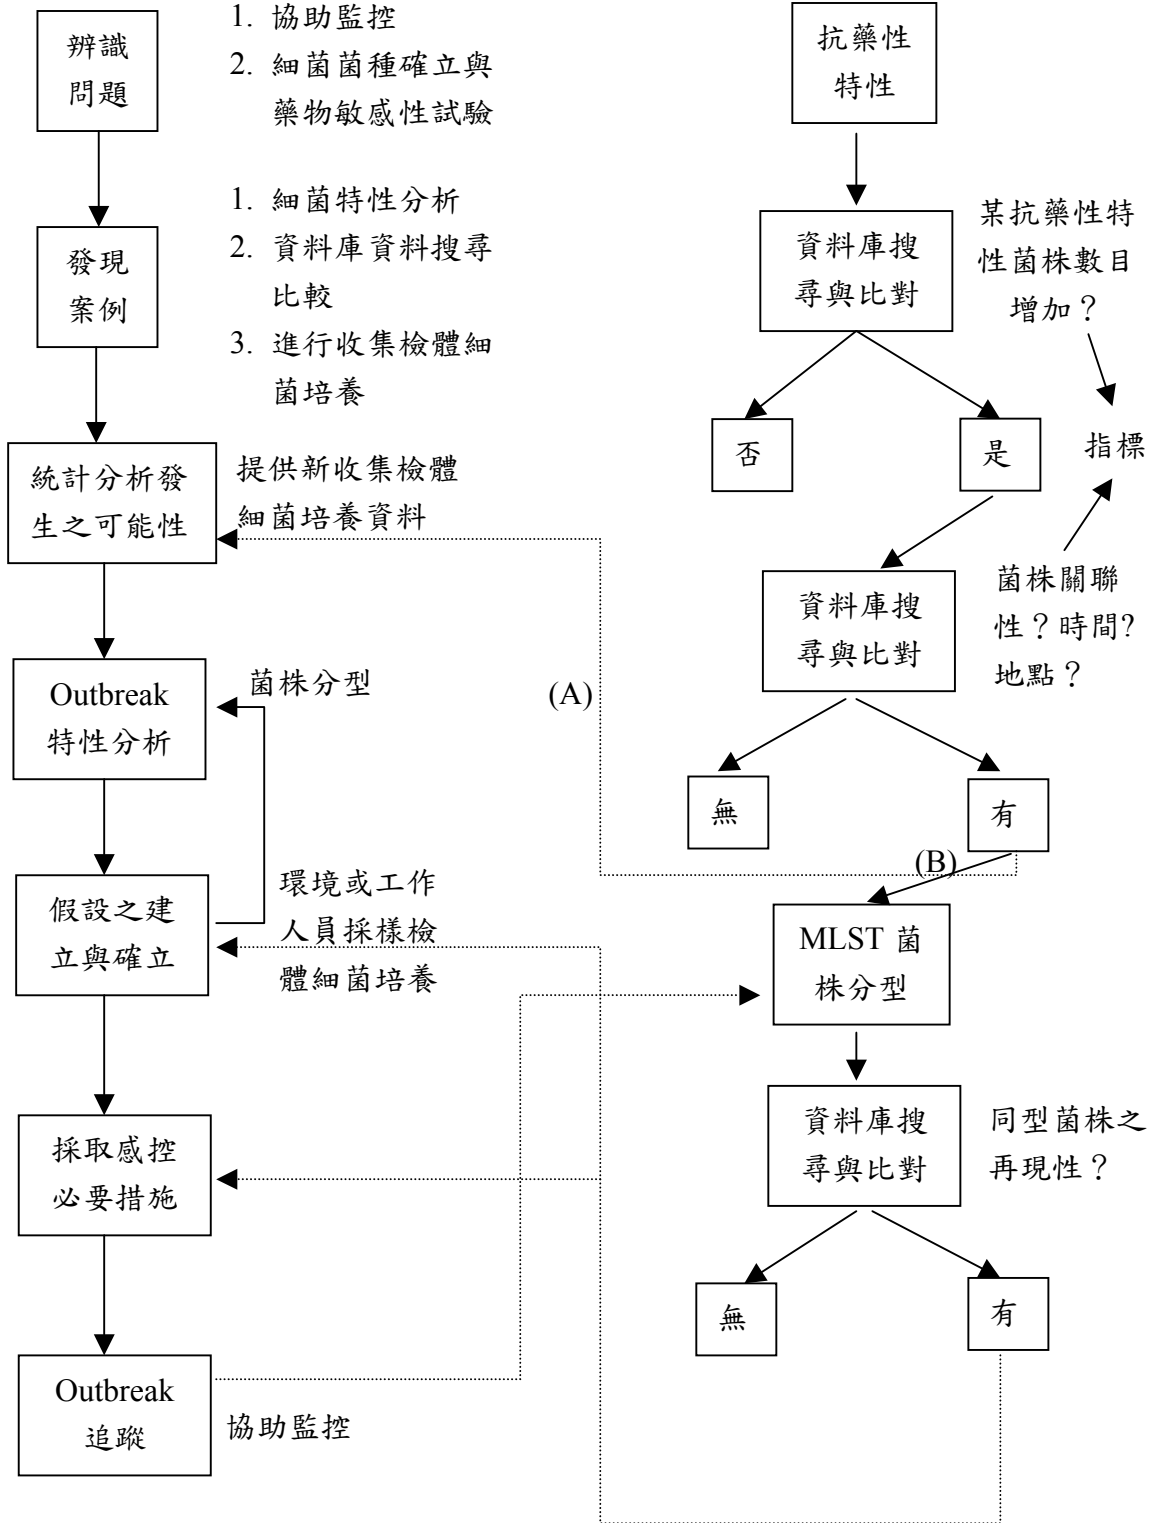 辨識
問題
1. 協助監控
2. 細菌菌種確立與
藥物敏感性試驗
發現
案例
1. 細菌特性分析
2. 資料庫資料搜尋
比較
3. 進行收集檢體細
菌培養
統計分析發
生之可能性
提供新收集檢體
細菌培養資料
Outbreak
特性分析
菌株分型
假設之建
立與確立
環境或工作
人員採樣檢
體細菌培養
採取感控
必要措施
Outbreak
追蹤
協助監控
(A)
抗藥性
特性
資料庫搜
尋與比對
某抗藥性特
性菌株數目
增加？
否
是
指標
資料庫搜
尋與比對
菌株關聯
性？時間?
地點？
無
有
(B)
MLST 菌
株分型
資料庫搜
尋與比對
同型菌株之
再現性？
無
有